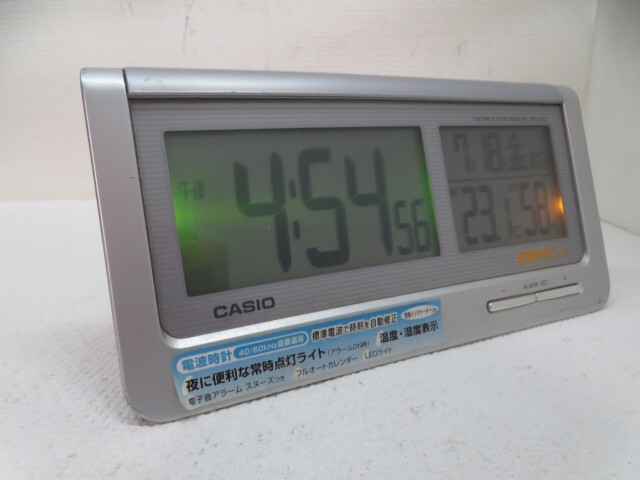 午後 4:54 56
7 18 金
23.1℃ 58
CASIO
ALARM SET
- +
電波時計 40/60kHz自動選局 標準電波で時刻を自動修正
夜に便利な常時点灯ライト(アラームON時) 温度・湿度表示
電子音アラーム スヌーズつき フルオートカレンダー LEDライト